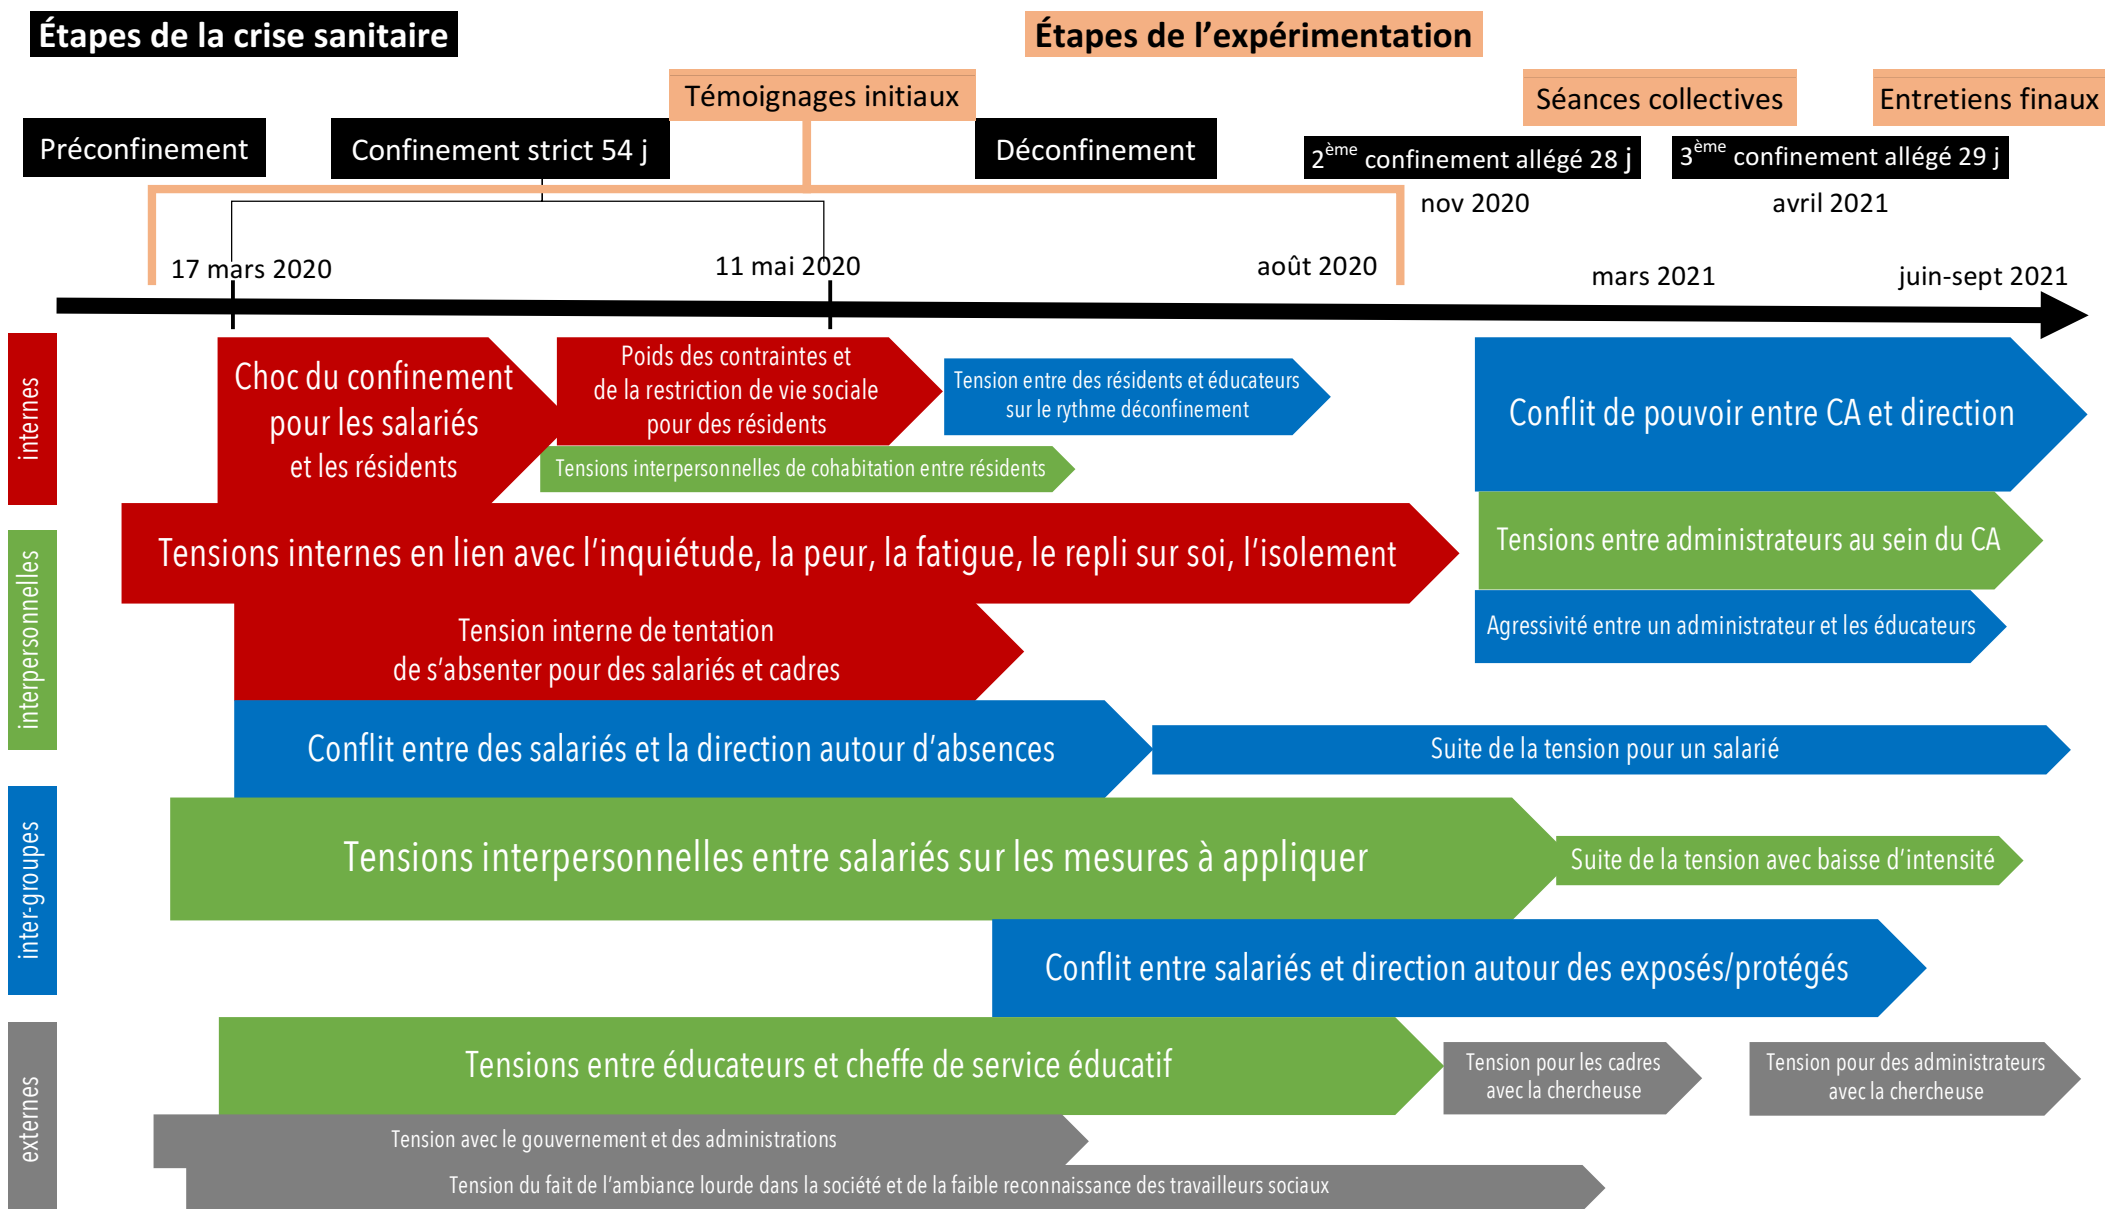 Étapes de la crise sanitaire
Étapes de l’expérimentation
Témoignages initiaux
Séances collectives
Entretiens finaux
Préconfinement
Confinement strict 54 j
Déconfinement
2ème confinement allégé 28 j
3ème confinement allégé 29 j
nov 2020
avril 2021
17 mars 2020
11 mai 2020
août 2020
mars 2021
juin-sept 2021
internes
Choc du confinement
pour les salariés
et les résidents
Poids des contraintes et
de la restriction de vie sociale
pour des résidents
Tension entre des résidents et éducateurs
sur le rythme déconfinement
Conflit de pouvoir entre CA et direction
Tensions interpersonnelles de cohabitation entre résidents
interpersonnelles
Tensions internes en lien avec l’inquiétude, la peur, la fatigue, le repli sur soi, l’isolement
Tensions entre administrateurs au sein du CA
Tension interne de tentation
de s’absenter pour des salariés et cadres
Agressivité entre un administrateur et les éducateurs
Conflit entre des salariés et la direction autour d’absences
Suite de la tension pour un salarié
inter-groupes
Tensions interpersonnelles entre salariés sur les mesures à appliquer
Suite de la tension avec baisse d’intensité
Conflit entre salariés et direction autour des exposés/protégés
externes
Tensions entre éducateurs et cheffe de service éducatif
Tension pour les cadres
avec la chercheuse
Tension pour des administrateurs
avec la chercheuse
Tension avec le gouvernement et des administrations
Tension du fait de l’ambiance lourde dans la société et de la faible reconnaissance des travailleurs sociaux